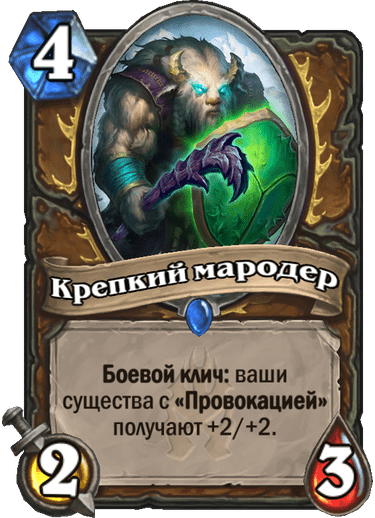 4
Крепкий мародер
Боевой клич: ваши
существа с «Провокацией»
получают +2/+2.
2
3